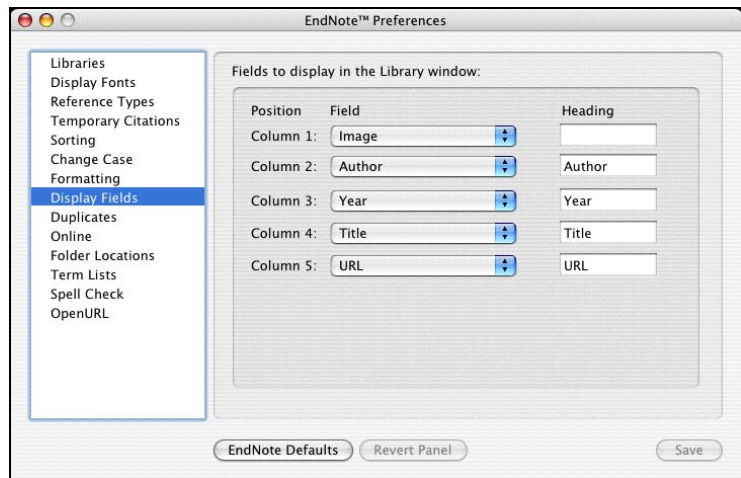 EndNote™ Preferences
Libraries
Display Fonts
Reference Types
Temporary Citations
Sorting
Change Case
Formatting
Display Fields
Duplicates
Online
Folder Locations
Term Lists
Spell Check
OpenURL
Fields to display in the Library window:
Position Field Heading
Column 1: Image
Column 2: Author Author
Column 3: Year Year
Column 4: Title Title
Column 5: URL URL
EndNote Defaults Revert Panel Save